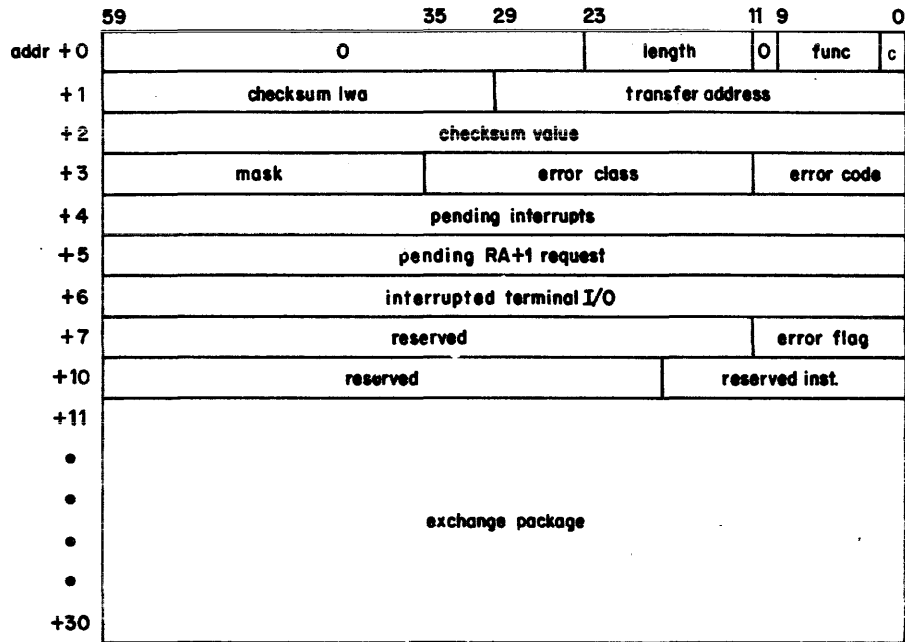 59 35 29 23 11 9 0
addr + 0 0 length 0 func c
+1 checksum lwa transfer address
+2 checksum value
+3 mask error class error code
+4 pending interrupts
+5 pending RA+1 request
+6 interrupted terminal I/O
+7 reserved error flag
+10 reserved reserved inst.
+11
exchange package
+30